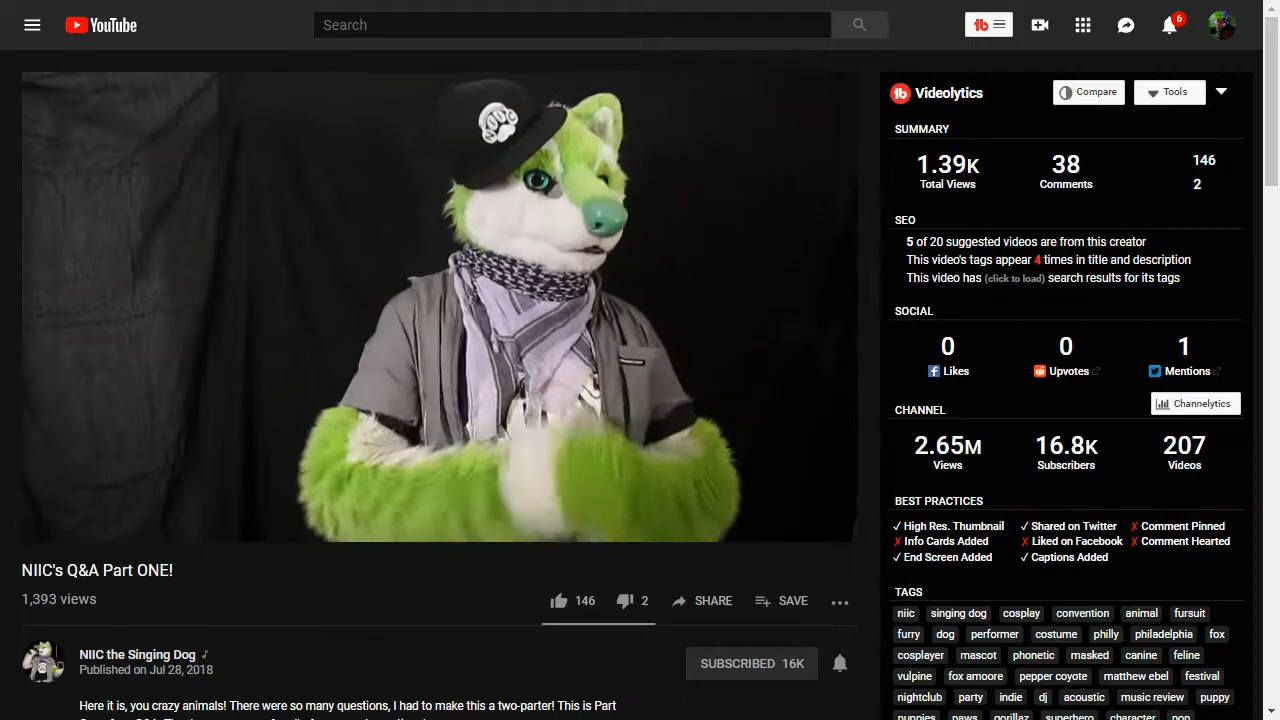 YouTube
Search
6
NIIC
Videolytics
Compare
Tools
SUMMARY
1.39K
Total Views
38
Comments
146
2
SEO
5 of 20 suggested videos are from this creator
This video's tags appear 4 times in title and description
This video has (click to load) search results for its tags
SOCIAL
0
Likes
0
Upvotes
1
Mentions
CHANNEL
Channelytics
2.65M
Views
16.8K
Subscribers
207
Videos
BEST PRACTICES
✓ High Res. Thumbnail ✓ Shared on Twitter ✗ Comment Pinned
✗ Info Cards Added ✗ Liked on Facebook ✗ Comment Hearted
✓ End Screen Added ✓ Captions Added
TAGS
niic singing dog cosplay convention animal fursuit
furry dog performer costume philly philadelphia fox
cosplayer mascot phonetic masked canine feline
vulpine fox amoore pepper coyote matthew ebel festival
nightclub party indie dj acoustic music review puppy
puppies paws gorillaz superhero character pop
NIIC's Q&A Part ONE!
1,393 views
146 2 SHARE SAVE
NIIC the Singing Dog ♪
Published on Jul 28, 2018
SUBSCRIBED 16K
Here it is, you crazy animals! There were so many questions, I had to make this a two-parter! This is Part